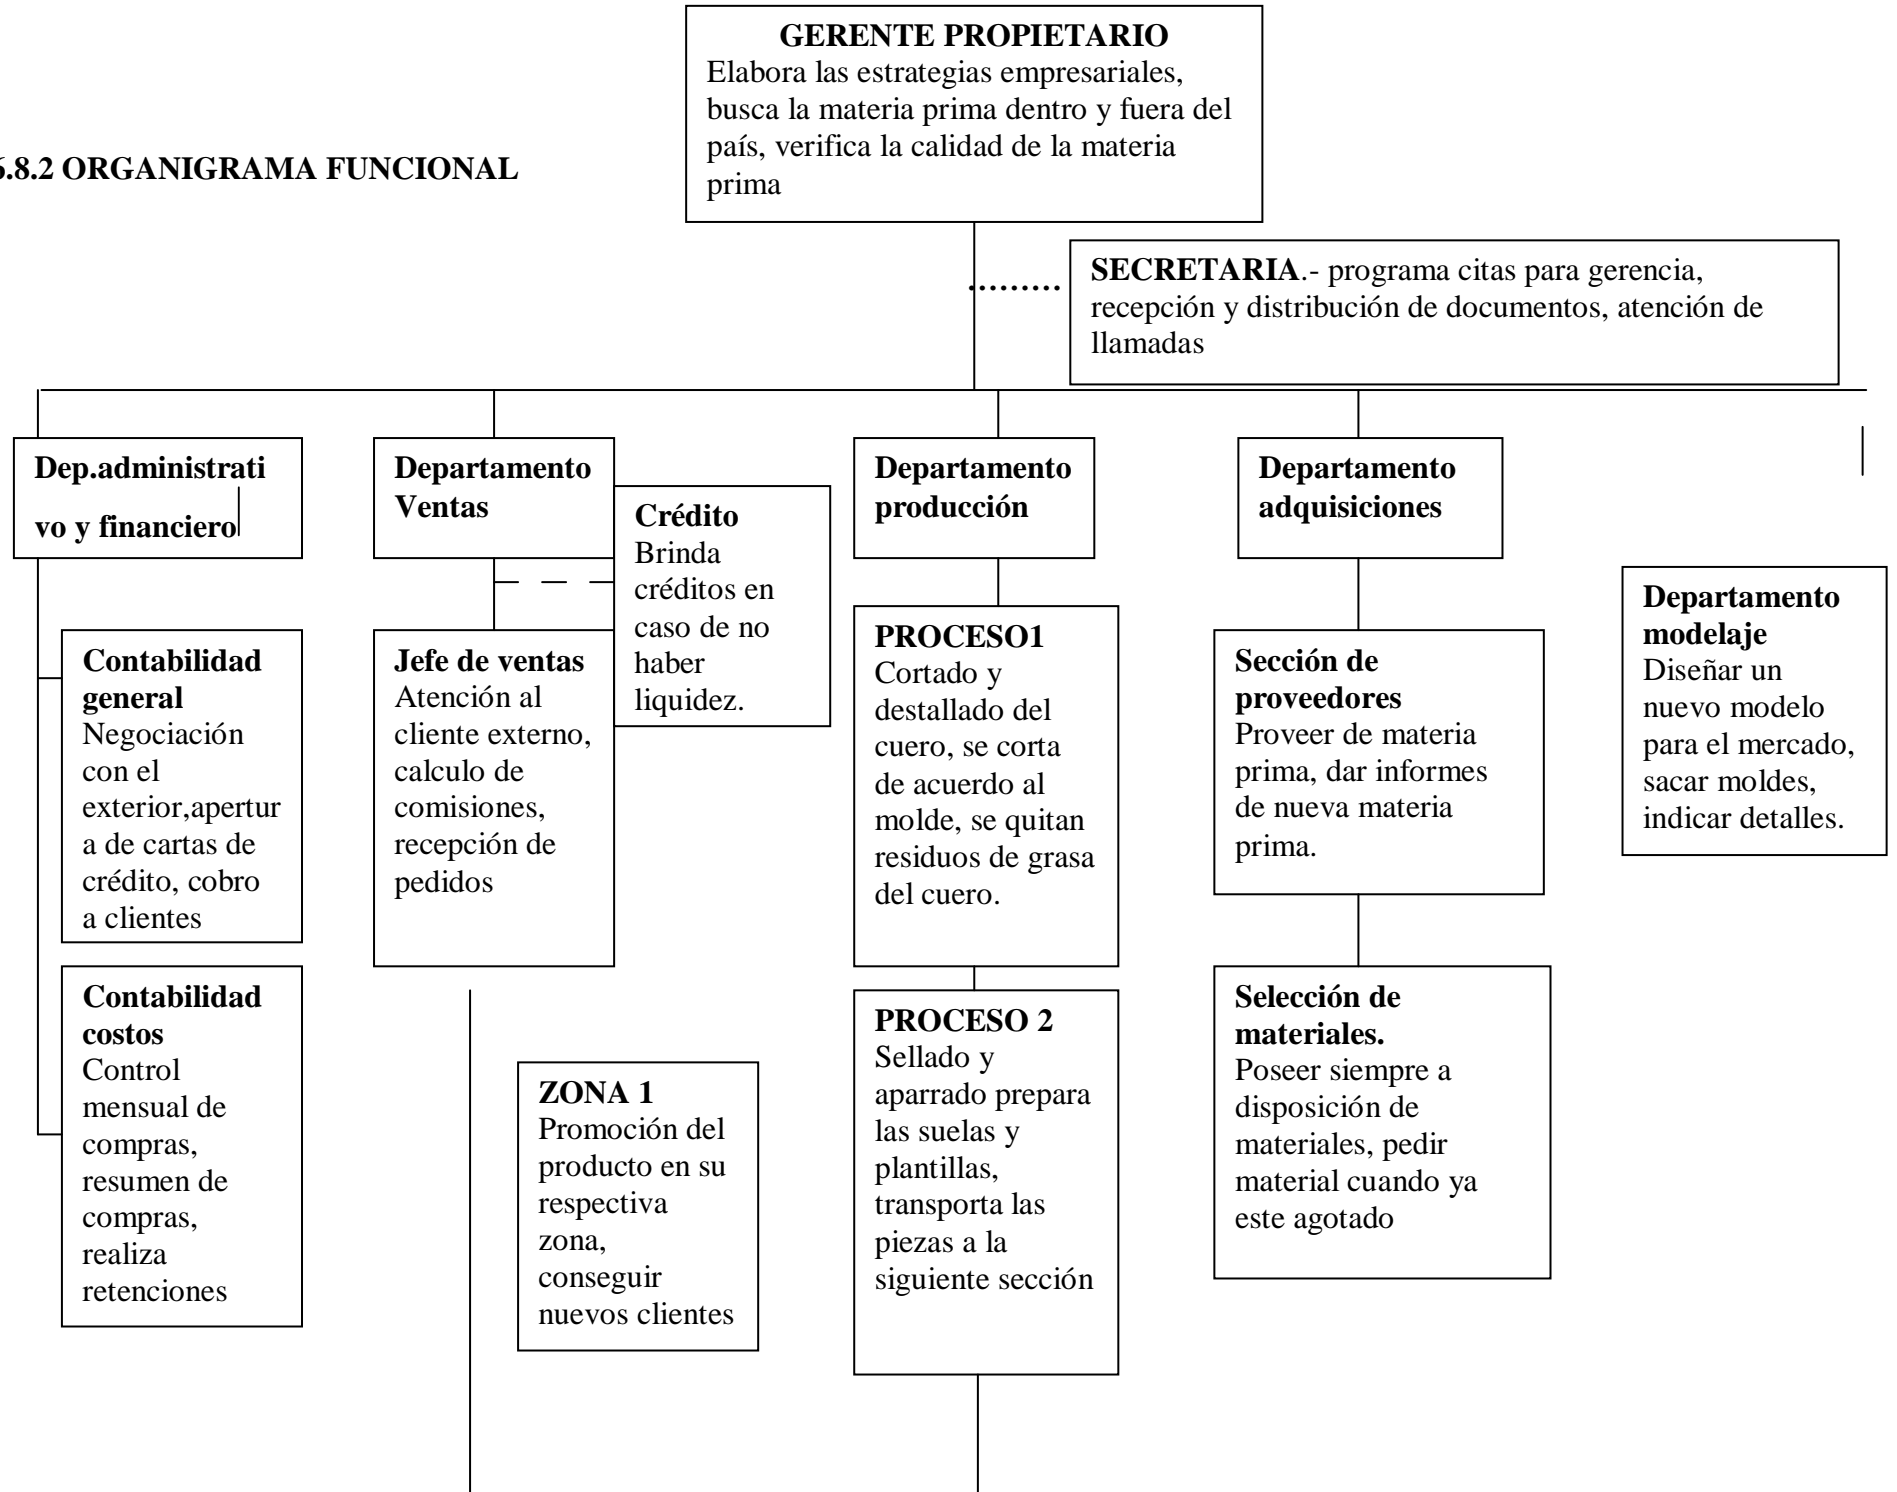 GERENTE PROPIETARIO
Elabora las estrategias empresariales,
busca la materia prima dentro y fuera del
país, verifica la calidad de la materia
prima
6.8.2 ORGANIGRAMA FUNCIONAL
SECRETARIA.- programa citas para gerencia,
recepción y distribución de documentos, atención de
llamadas
Dep.administrati
vo y financiero
Departamento
Ventas
Crédito
Brinda
créditos en
caso de no
haber
liquidez.
Departamento
producción
Departamento
adquisiciones
Departamento
modelaje
Diseñar un
nuevo modelo
para el mercado,
sacar moldes,
indicar detalles.
Contabilidad
general
Negociación
con el
exterior,apertur
a de cartas de
crédito, cobro
a clientes
Jefe de ventas
Atención al
cliente externo,
calculo de
comisiones,
recepción de
pedidos
PROCESO1
Cortado y
destallado del
cuero, se corta
de acuerdo al
molde, se quitan
residuos de grasa
del cuero.
Sección de
proveedores
Proveer de materia
prima, dar informes
de nueva materia
prima.
Contabilidad
costos
Control
mensual de
compras,
resumen de
compras,
realiza
retenciones
ZONA 1
Promoción del
producto en su
respectiva
zona,
conseguir
nuevos clientes
PROCESO 2
Sellado y
aparrado prepara
las suelas y
plantillas,
transporta las
piezas a la
siguiente sección
Selección de
materiales.
Poseer siempre a
disposición de
materiales, pedir
material cuando ya
este agotado